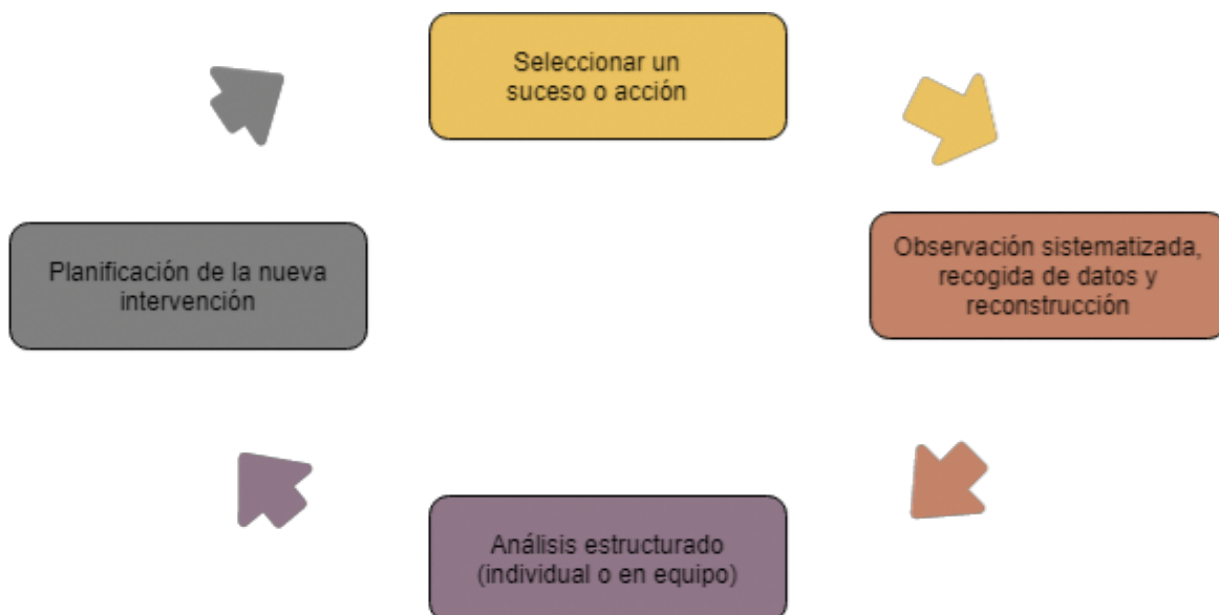 Seleccionar un
suceso o acción
Observación sistematizada,
recogida de datos y
reconstrucción
Análisis estructurado
(individual o en equipo)
Planificación de la nueva
intervención